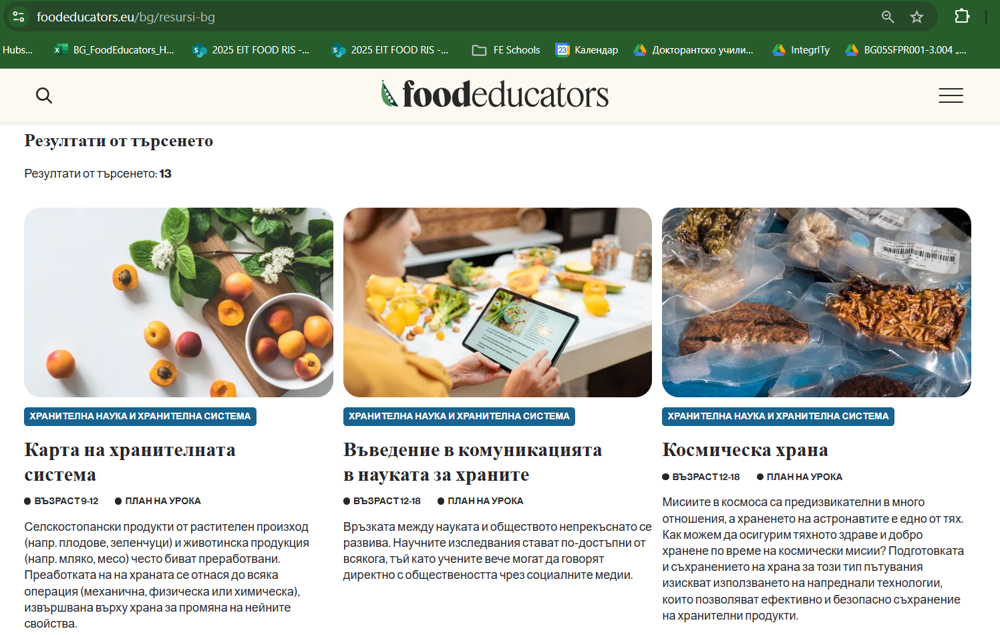 foodeducators.eu/bg/resursi-bg
Hubs... BG_FoodEducators_H... 2025 EIT FOOD RIS -... 2025 EIT FOOD RIS -... FE Schools 23 Календар Докторантско учили... IntegrITy BG05SFPR001-3.004 „...
foodeducators
Резултати от търсенето
Резултати от търсенето: 13
ХРАНИТЕЛНА НАУКА И ХРАНИТЕЛНА СИСТЕМА
Карта на хранителната
система
ВЪЗРАСТ 9-12 ПЛАН НА УРОКА
Селскостопански продукти от растителен произход
(напр. плодове, зеленчуци) и животинска продукция
(напр. мляко, месо) често биват преработвани.
Преаботката на на храната се отнася до всяка
операция (механична, физическа или химическа),
извършвана върху храна за промяна на нейните
свойства.
ХРАНИТЕЛНА НАУКА И ХРАНИТЕЛНА СИСТЕМА
Въведение в комуникацията
в науката за храните
ВЪЗРАСТ 12-18 ПЛАН НА УРОКА
Връзката между науката и обществото непрекъснато се
развива. Научните изследвания стават по-достъпни от
всякога, тъй като учените вече могат да говорят
директно с обществеността чрез социалните медии.
ХРАНИТЕЛНА НАУКА И ХРАНИТЕЛНА СИСТЕМА
Космическа храна
ВЪЗРАСТ 12-18 ПЛАН НА УРОКА
Мисиите в космоса са предизвикателни в много
отношения, а храненето на астронавтите е едно от тях.
Как можем да осигурим тяхното здраве и добро
хранене по време на космически мисии? Подготовката
и съхранението на храна за този тип пътувания
изискват използването на напреднали технологии,
които позволяват ефективно и безопасно съхранение
на хранителни продукти.